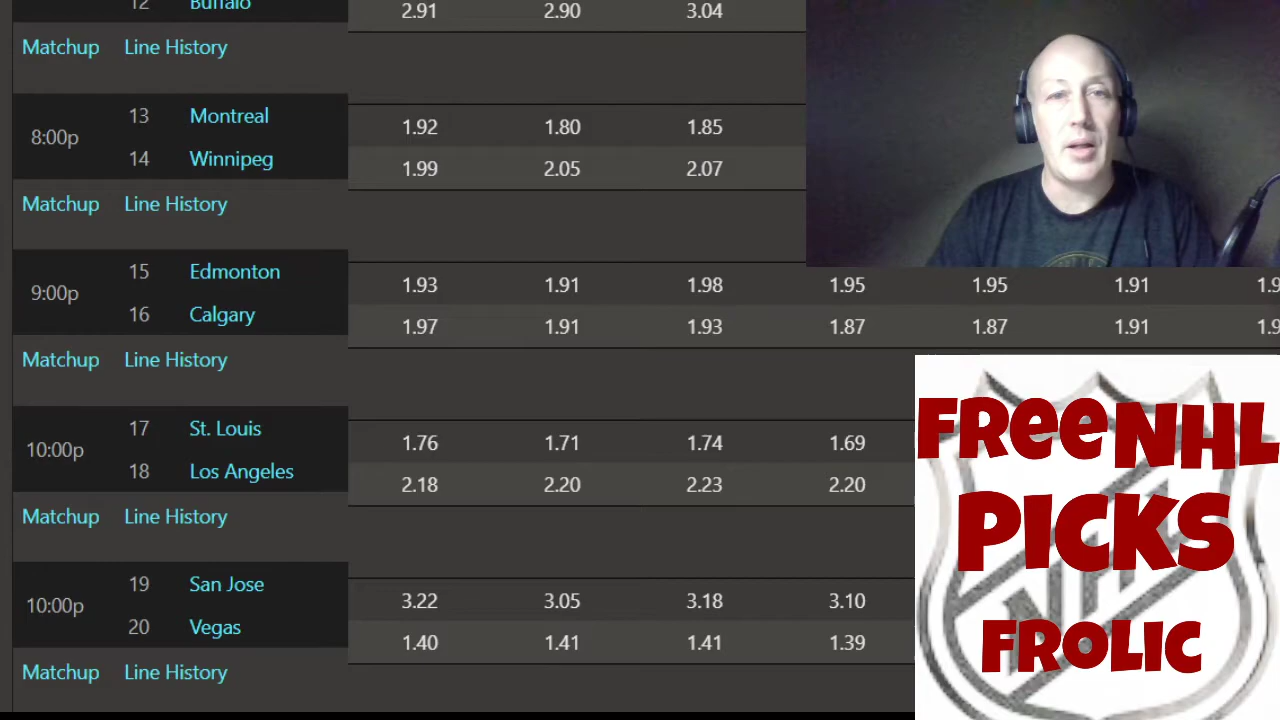 12 Buffalo 2.91 2.90 3.04
Matchup Line History
13 Montreal 1.92 1.80 1.85
8:00p
14 Winnipeg 1.99 2.05 2.07
Matchup Line History
15 Edmonton 1.93 1.91 1.98 1.95 1.95 1.91 1.9
9:00p
16 Calgary 1.97 1.91 1.93 1.87 1.87 1.91 1.9
Matchup Line History
17 St. Louis 1.76 1.71 1.74 1.69
10:00p
18 Los Angeles 2.18 2.20 2.23 2.20
Matchup Line History
19 San Jose 3.22 3.05 3.18 3.10
10:00p
20 Vegas 1.40 1.41 1.41 1.39
Matchup Line History
FRee NHL
PICKS
FROLIC
NHL